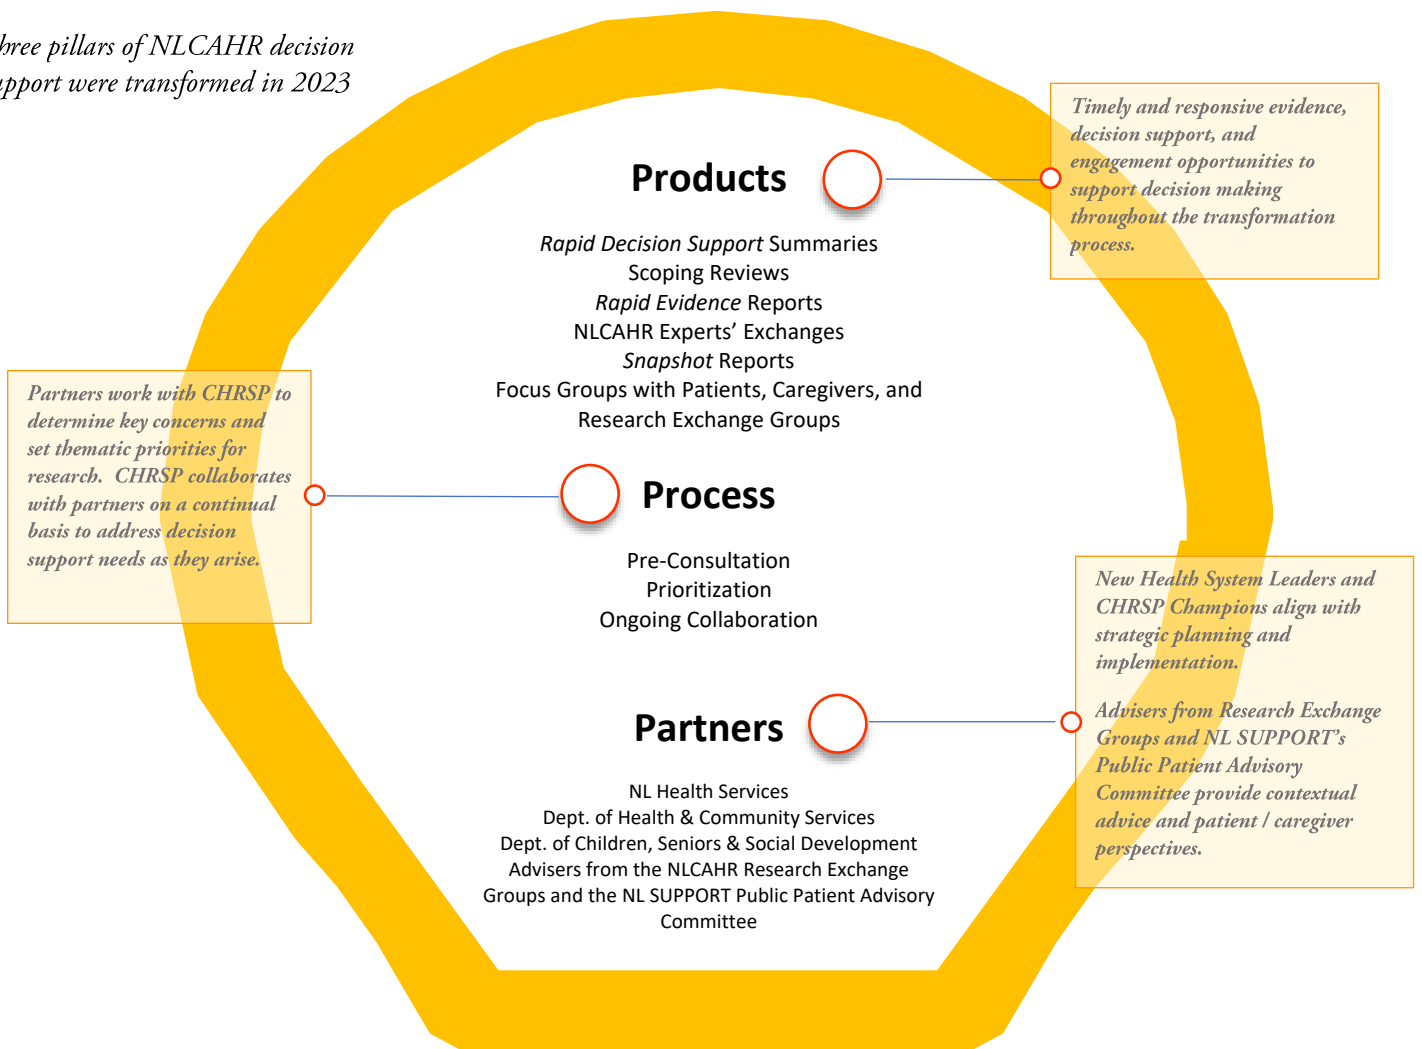 hree pillars of NLCAHR decision
pport were transformed in 2023
Products
Rapid Decision Support Summaries
Scoping Reviews
Rapid Evidence Reports
NLCAHR Experts’ Exchanges
Snapshot Reports
Focus Groups with Patients, Caregivers, and
Research Exchange Groups
Timely and responsive evidence,
decision support, and
engagement opportunities to
support decision making
throughout the transformation
process.
Process
Pre-Consultation
Prioritization
Ongoing Collaboration
Partners work with CHRSP to
determine key concerns and
set thematic priorities for
research.  CHRSP collaborates
with partners on a continual
basis to address decision
support needs as they arise.
Partners
NL Health Services
Dept. of Health & Community Services
Dept. of Children, Seniors & Social Development
Advisers from the NLCAHR Research Exchange
Groups and the NL SUPPORT Public Patient Advisory
Committee
New Health System Leaders and
CHRSP Champions align with
strategic planning and
implementation.
Advisers from Research Exchange
Groups and NL SUPPORT’s
Public Patient Advisory
Committee provide contextual
advice and patient / caregiver
perspectives.